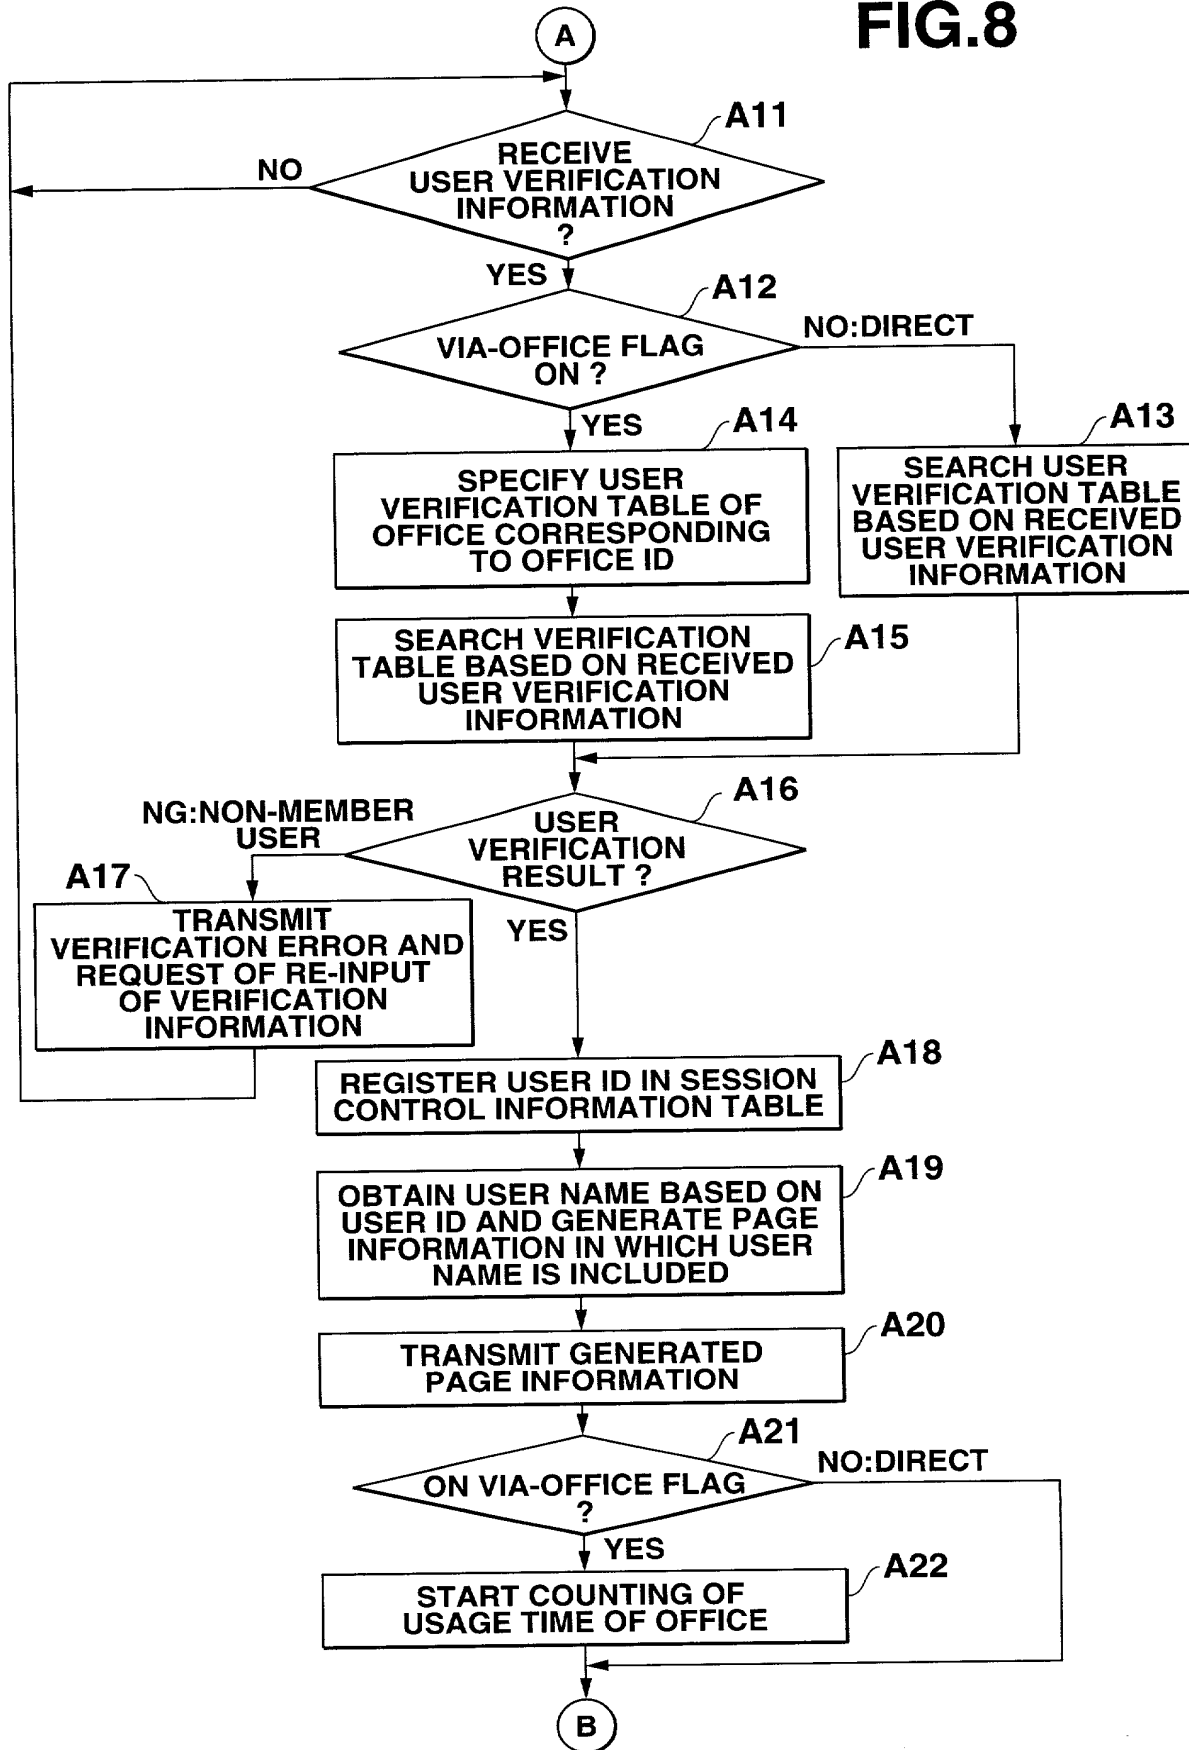 FIG.8
A
A11
RECEIVE
USER VERIFICATION
INFORMATION
?
NO
YES
A12
VIA-OFFICE FLAG
ON ?
NO:DIRECT
YES
A14
SPECIFY USER
VERIFICATION TABLE OF
OFFICE CORRESPONDING
TO OFFICE ID
A13
SEARCH USER
VERIFICATION TABLE
BASED ON RECEIVED
USER VERIFICATION
INFORMATION
A15
SEARCH VERIFICATION
TABLE BASED ON RECEIVED
USER VERIFICATION
INFORMATION
A16
USER
VERIFICATION
RESULT ?
NG:NON-MEMBER
USER
YES
A17
TRANSMIT
VERIFICATION ERROR AND
REQUEST OF RE-INPUT
OF VERIFICATION
INFORMATION
A18
REGISTER USER ID IN SESSION
CONTROL INFORMATION TABLE
A19
OBTAIN USER NAME BASED ON
USER ID AND GENERATE PAGE
INFORMATION IN WHICH USER
NAME IS INCLUDED
A20
TRANSMIT GENERATED
PAGE INFORMATION
A21
ON VIA-OFFICE FLAG
?
NO:DIRECT
YES
A22
START COUNTING OF
USAGE TIME OF OFFICE
B